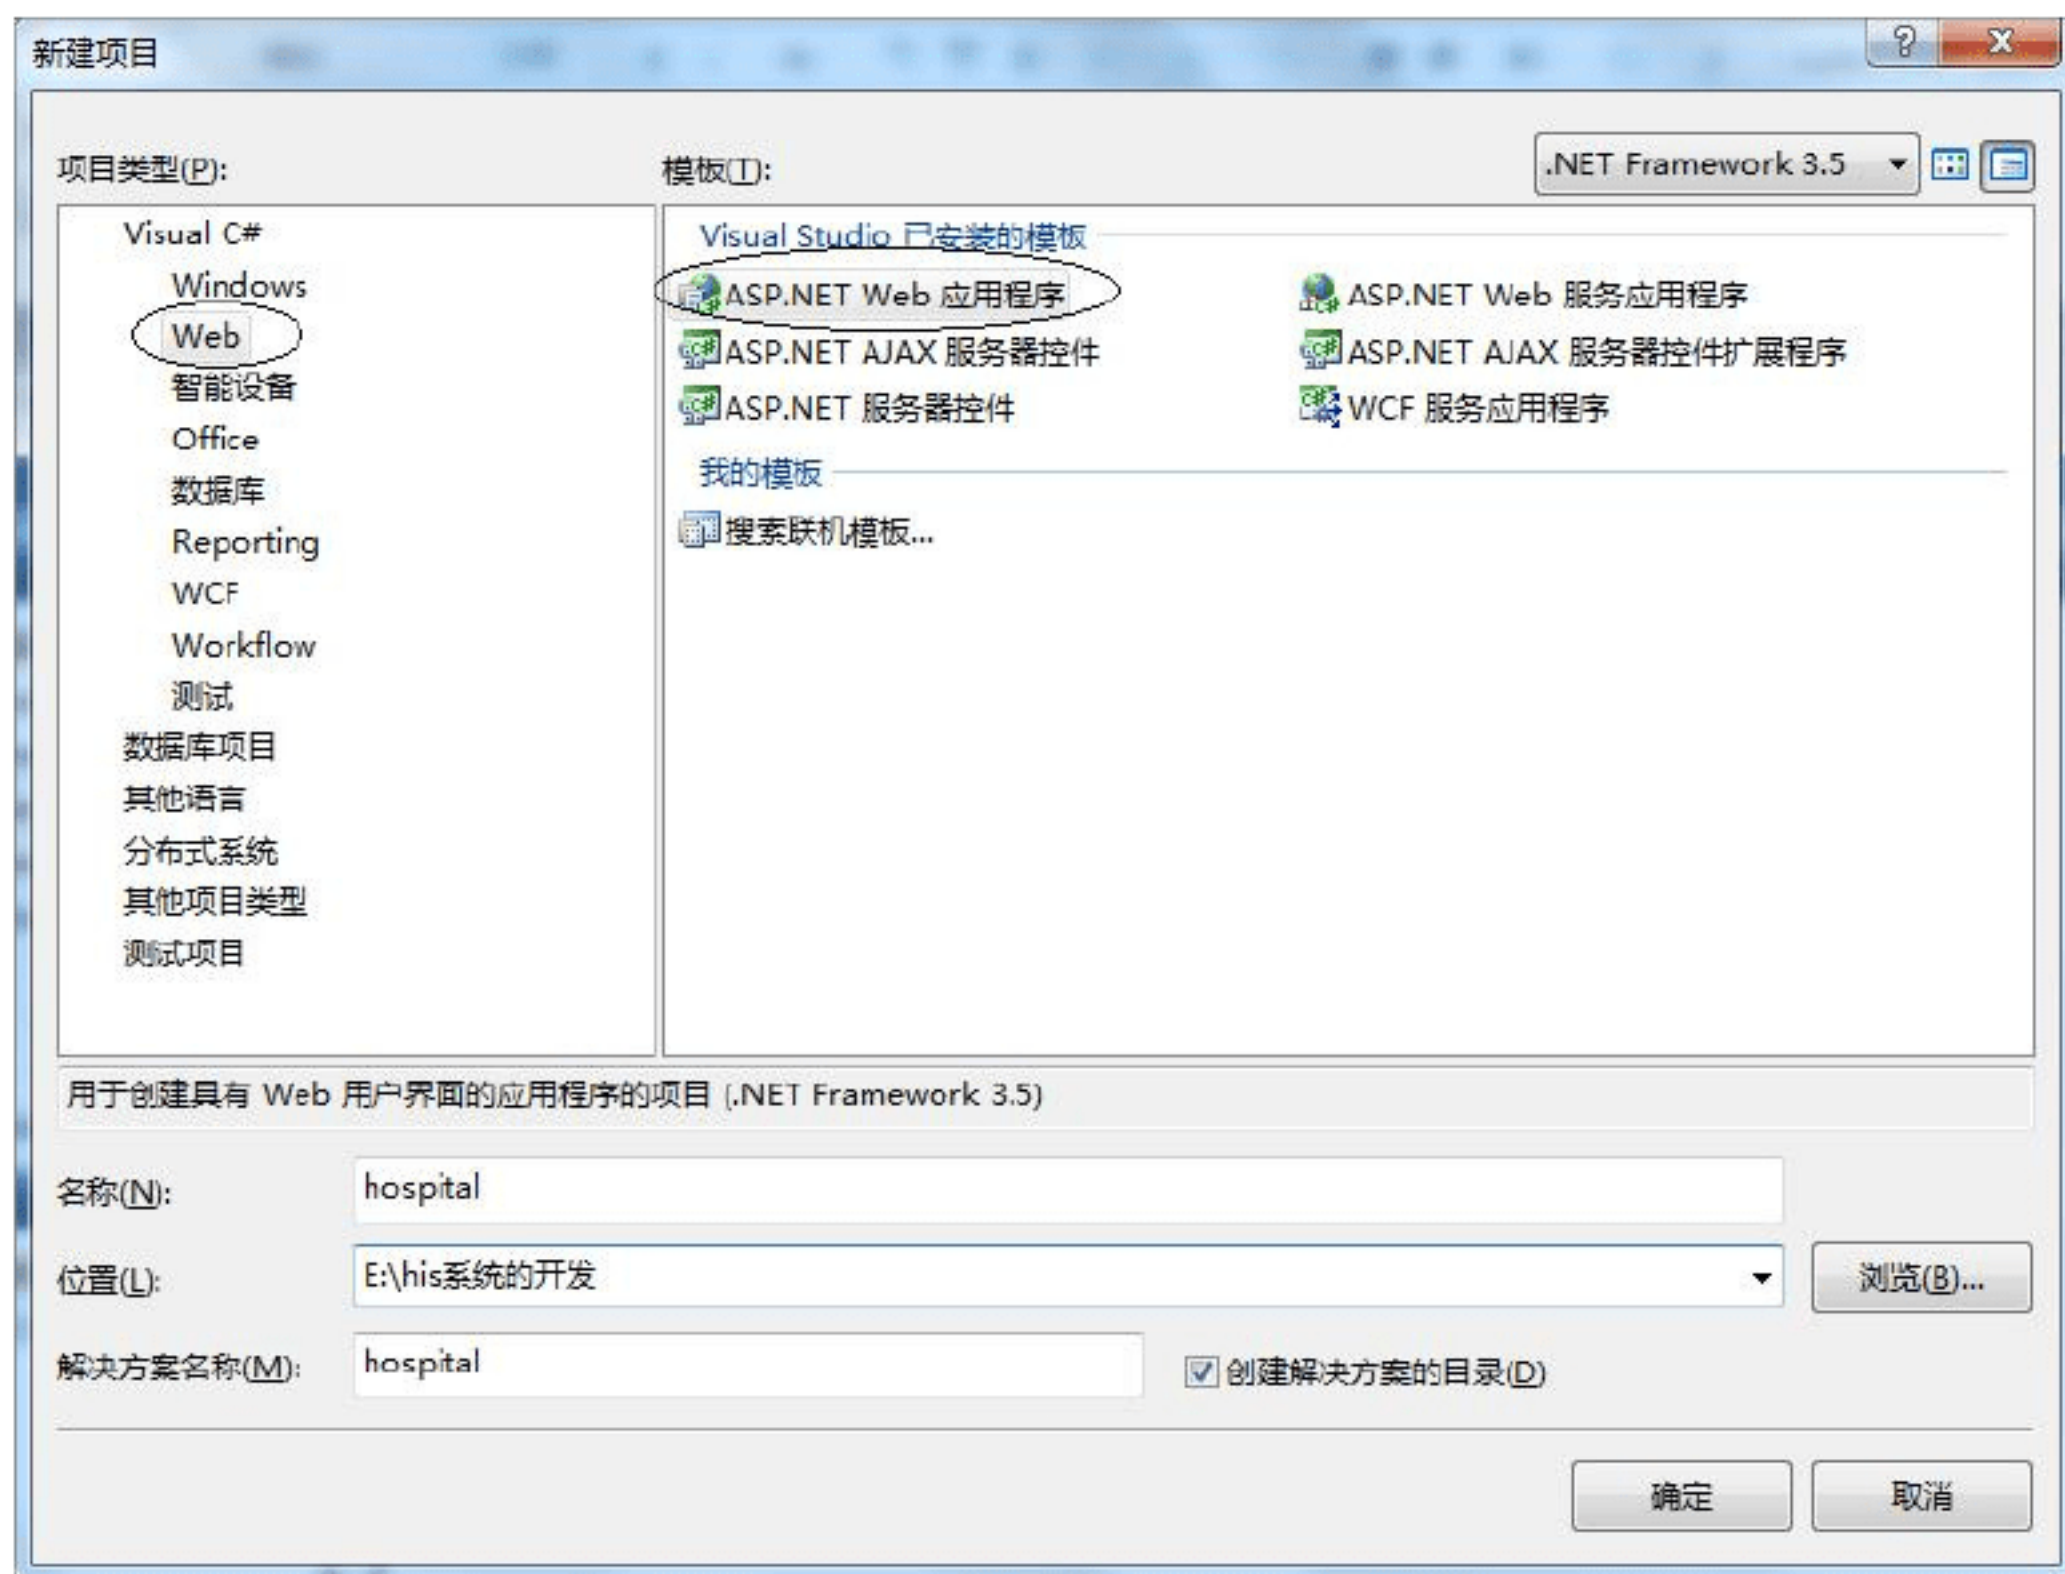 新建项目
项目类型(P):
模板(T):
.NET Framework 3.5
Visual C#
Windows
Web
智能设备
Office
数据库
Reporting
WCF
Workflow
测试
数据库项目
其他语言
分布式系统
其他项目类型
测试项目
Visual Studio 已安装的模板
ASP.NET Web 应用程序
ASP.NET Web 服务应用程序
ASP.NET AJAX 服务器控件
ASP.NET AJAX 服务器控件扩展程序
ASP.NET 服务器控件
WCF 服务应用程序
我的模板
搜索联机模板...
用于创建具有 Web 用户界面的应用程序的项目 (.NET Framework 3.5)
名称(N):
hospital
位置(L):
E:\his系统的开发
浏览(B)...
解决方案名称(M):
hospital
创建解决方案的目录(D)
确定
取消